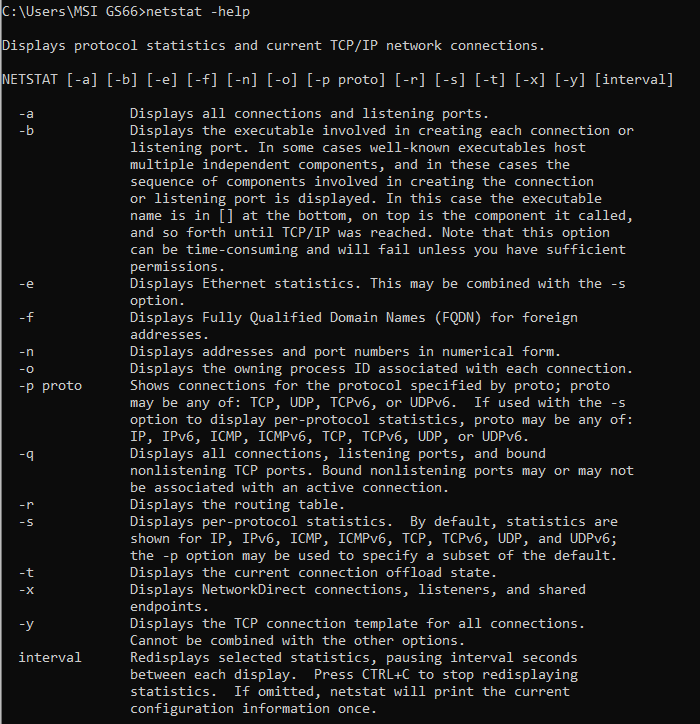 C:\Users\MSI GS66>netstat -help
Displays protocol statistics and current TCP/IP network connections.
NETSTAT [-a] [-b] [-e] [-f] [-n] [-o] [-p proto] [-r] [-s] [-t] [-x] [-y] [interval]
-a Displays all connections and listening ports.
-b Displays the executable involved in creating each connection or
listening port. In some cases well-known executables host
multiple independent components, and in these cases the
sequence of components involved in creating the connection
or listening port is displayed. In this case the executable
name is in [] at the bottom, on top is the component it called,
and so forth until TCP/IP was reached. Note that this option
can be time-consuming and will fail unless you have sufficient
permissions.
-e Displays Ethernet statistics. This may be combined with the -s
option.
-f Displays Fully Qualified Domain Names (FQDN) for foreign
addresses.
-n Displays addresses and port numbers in numerical form.
-o Displays the owning process ID associated with each connection.
-p proto Shows connections for the protocol specified by proto; proto
may be any of: TCP, UDP, TCPv6, or UDPv6.  If used with the -s
option to display per-protocol statistics, proto may be any of:
IP, IPv6, ICMP, ICMPv6, TCP, TCPv6, UDP, or UDPv6.
-q Displays all connections, listening ports, and bound
nonlistening TCP ports. Bound nonlistening ports may or may not
be associated with an active connection.
-r Displays the routing table.
-s Displays per-protocol statistics.  By default, statistics are
shown for IP, IPv6, ICMP, ICMPv6, TCP, TCPv6, UDP, and UDPv6;
the -p option may be used to specify a subset of the default.
-t Displays the current connection offload state.
-x Displays NetworkDirect connections, listeners, and shared
endpoints.
-y Displays the TCP connection template for all connections.
Cannot be combined with the other options.
interval Redisplays selected statistics, pausing interval seconds
between each display.  Press CTRL+C to stop redisplaying
statistics.  If omitted, netstat will print the current
configuration information once.